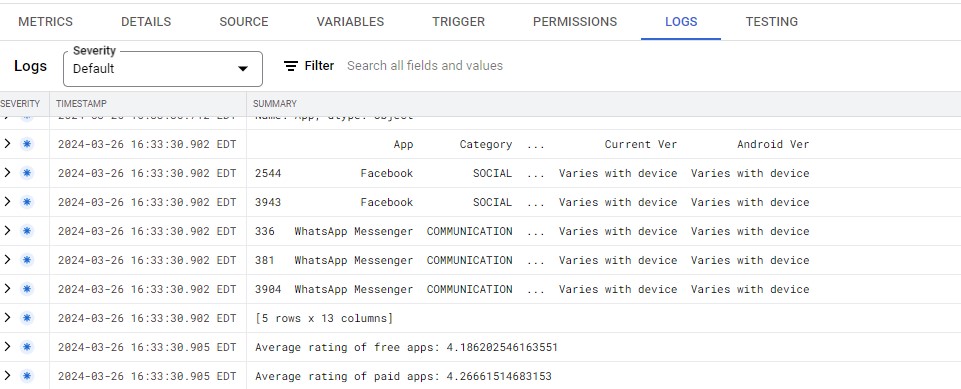 METRICS DETAILS SOURCE VARIABLES TRIGGER PERMISSIONS LOGS TESTING
Severity
Logs Default Filter Search all fields and values
SEVERITY TIMESTAMP SUMMARY
Name: App, dtype: object
2024-03-26 16:33:30.902 EDT App Category ... Current Ver Android Ver
2024-03-26 16:33:30.902 EDT 2544 Facebook SOCIAL ... Varies with device Varies with device
2024-03-26 16:33:30.902 EDT 3943 Facebook SOCIAL ... Varies with device Varies with device
2024-03-26 16:33:30.902 EDT 336 WhatsApp Messenger COMMUNICATION ... Varies with device Varies with device
2024-03-26 16:33:30.902 EDT 381 WhatsApp Messenger COMMUNICATION ... Varies with device Varies with device
2024-03-26 16:33:30.902 EDT 3904 WhatsApp Messenger COMMUNICATION ... Varies with device Varies with device
2024-03-26 16:33:30.902 EDT [5 rows x 13 columns]
2024-03-26 16:33:30.905 EDT Average rating of free apps: 4.186202546163551
2024-03-26 16:33:30.905 EDT Average rating of paid apps: 4.26661514683153